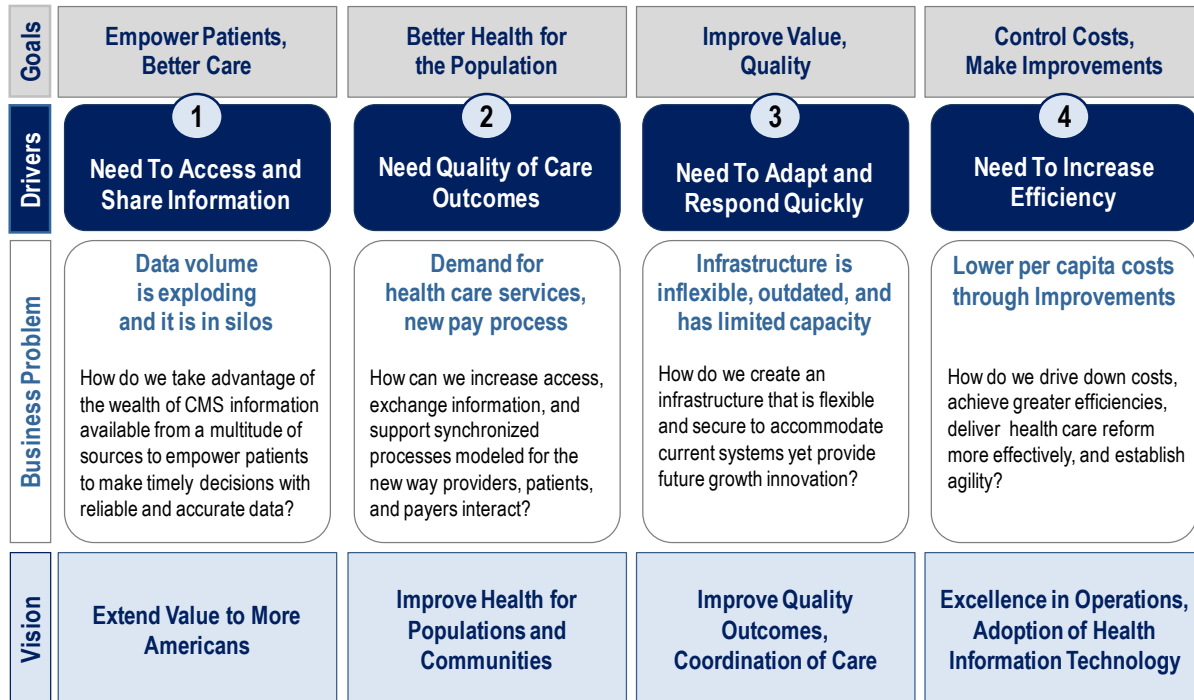 Goals
Empower Patients,
Better Care
Better Health for
the Population
Improve Value,
Quality
Control Costs,
Make Improvements
Drivers
1
Need To Access and
Share Information
2
Need Quality of Care
Outcomes
3
Need To Adapt and
Respond Quickly
4
Need To Increase
Efficiency
Business Problem
Data volume
is exploding
and it is in silos
How do we take advantage of
the wealth of CMS information
available from a multitude of
sources to empower patients
to make timely decisions with
reliable and accurate data?
Demand for
health care services,
new pay process
How can we increase access,
exchange information, and
support synchronized
processes modeled for the
new way providers, patients,
and payers interact?
Infrastructure is
inflexible, outdated, and
has limited capacity
How do we create an
infrastructure that is flexible
and secure to accommodate
current systems yet provide
future growth innovation?
Lower per capita costs
through Improvements
How do we drive down costs,
achieve greater efficiencies,
deliver health care reform
more effectively, and establish
agility?
Vision
Extend Value to More
Americans
Improve Health for
Populations and
Communities
Improve Quality
Outcomes,
Coordination of Care
Excellence in Operations,
Adoption of Health
Information Technology